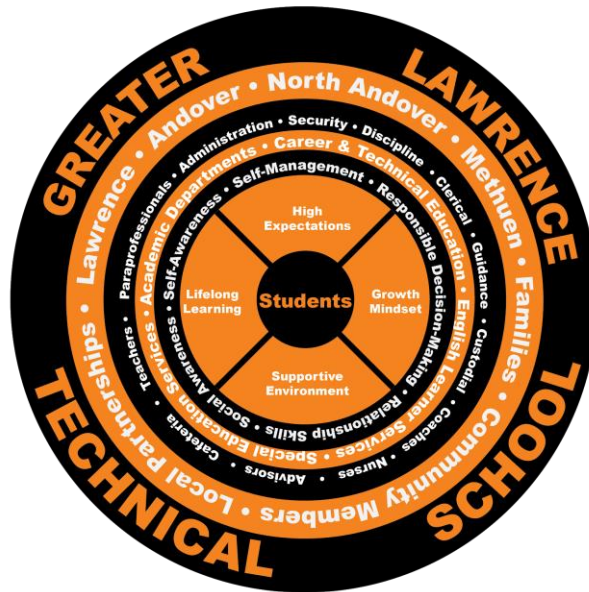 GREATER
LAWRENCE
TECHNICAL
SCHOOL
Lawrence • Andover • North Andover • Methuen • Families • Community Members • Local Partnerships •
Teachers • Paraprofessionals • Administration • Security • Discipline • Clerical • Guidance • Custodial • Coaches • Nurses • Advisors • Cafeteria •
Academic Departments • Career & Technical Education • English Learner Services • Special Education Services •
Self-Awareness • Self-Management • Responsible Decision-Making • Relationship Skills • Social Awareness •
High
Expectations
Lifelong
Learning
Students
Growth
Mindset
Supportive
Environment